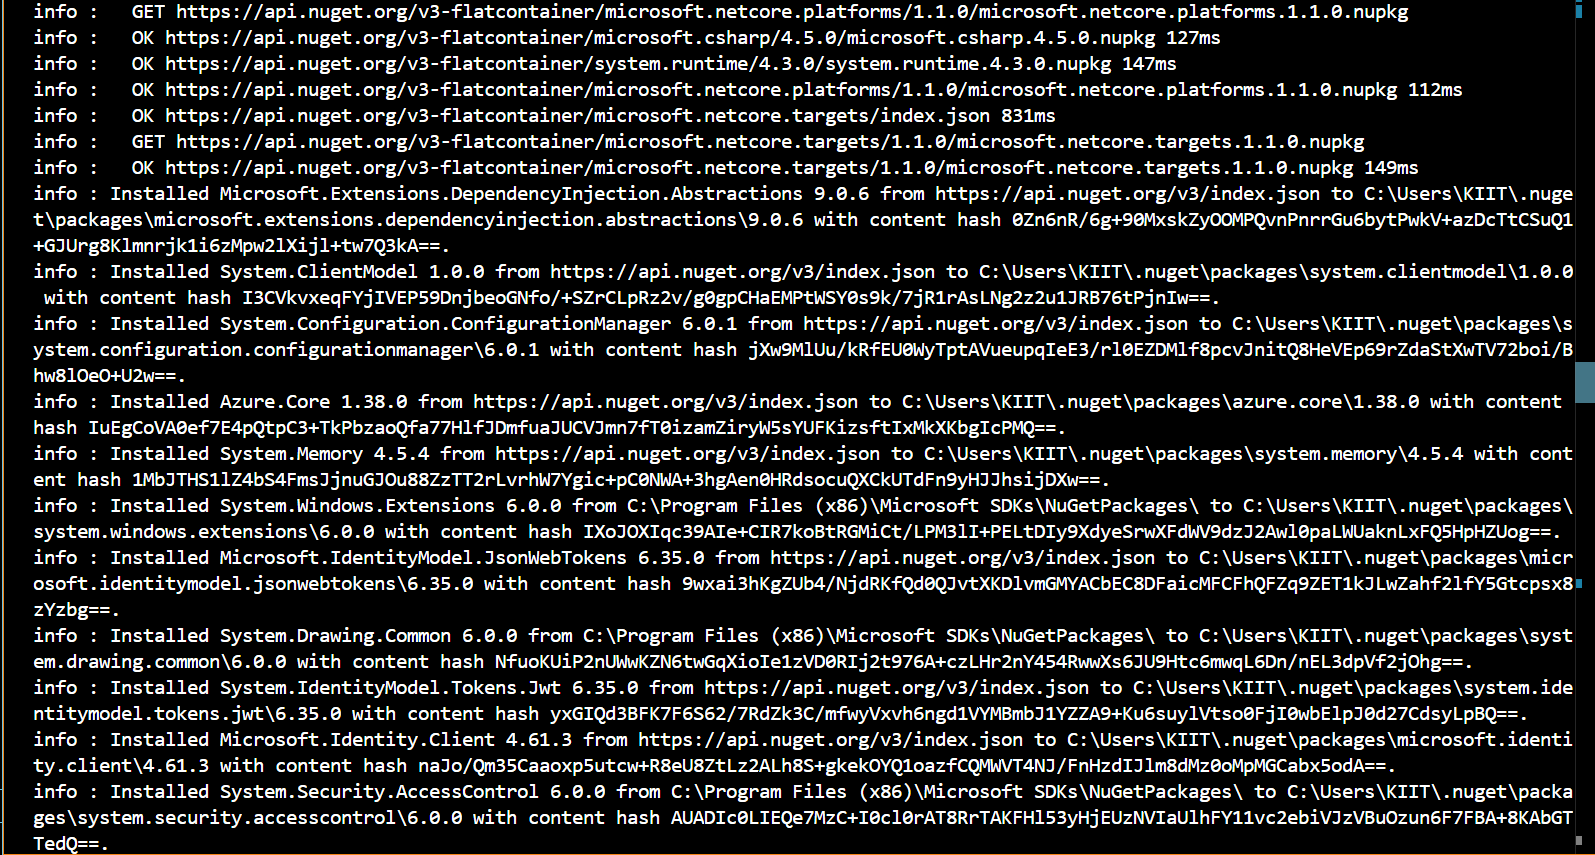 info :   GET https://api.nuget.org/v3-flatcontainer/microsoft.netcore.platforms/1.1.0/microsoft.netcore.platforms.1.1.0.nupkg
info :   OK https://api.nuget.org/v3-flatcontainer/microsoft.csharp/4.5.0/microsoft.csharp.4.5.0.nupkg 127ms
info :   OK https://api.nuget.org/v3-flatcontainer/system.runtime/4.3.0/system.runtime.4.3.0.nupkg 147ms
info :   OK https://api.nuget.org/v3-flatcontainer/microsoft.netcore.platforms/1.1.0/microsoft.netcore.platforms.1.1.0.nupkg 112ms
info :   OK https://api.nuget.org/v3-flatcontainer/microsoft.netcore.targets/index.json 831ms
info :   GET https://api.nuget.org/v3-flatcontainer/microsoft.netcore.targets/1.1.0/microsoft.netcore.targets.1.1.0.nupkg
info :   OK https://api.nuget.org/v3-flatcontainer/microsoft.netcore.targets/1.1.0/microsoft.netcore.targets.1.1.0.nupkg 149ms
info : Installed Microsoft.Extensions.DependencyInjection.Abstractions 9.0.6 from https://api.nuget.org/v3/index.json to C:\Users\KIIT\.nuge
t\packages\microsoft.extensions.dependencyinjection.abstractions\9.0.6 with content hash 0Zn6nR/6g+90MxskZyOOMPQvnPnrrGu6bytPwkV+azDcTtCSuQ1
+GJUrg8Klmnrjk1i6zMpw2lXijl+tw7Q3kA==.
info : Installed System.ClientModel 1.0.0 from https://api.nuget.org/v3/index.json to C:\Users\KIIT\.nuget\packages\system.clientmodel\1.0.0
 with content hash I3CVkvxeqFYjIVEP59DnjbeoGNfo/+SZrCLpRz2v/g0gpCHaEMPtWSY0s9k/7jR1rAsLNg2z2u1JRB76tPjnIw==.
info : Installed System.Configuration.ConfigurationManager 6.0.1 from https://api.nuget.org/v3/index.json to C:\Users\KIIT\.nuget\packages\s
ystem.configuration.configurationmanager\6.0.1 with content hash jXw9MlUu/kRfEU0WyTptAVueupqIeE3/rl0EZDMlf8pcvJnitQ8HeVEp69rZdaStXwTV72boi/B
hw8lOeO+U2w==.
info : Installed Azure.Core 1.38.0 from https://api.nuget.org/v3/index.json to C:\Users\KIIT\.nuget\packages\azure.core\1.38.0 with content
hash IuEgCoVA0ef7E4pQtpC3+TkPbzaoQfa77HlfJDmfuaJUCVJmn7fT0izamZiryW5sYUFKizsftIxMkXKbgIcPMQ==.
info : Installed System.Memory 4.5.4 from https://api.nuget.org/v3/index.json to C:\Users\KIIT\.nuget\packages\system.memory\4.5.4 with cont
ent hash 1MbJTHS1lZ4bS4FmsJjnuGJOu88ZzTT2rLvrhW7Ygic+pC0NWA+3hgAen0HRdsocuQXCkUTdFn9yHJJhsijDXw==.
info : Installed System.Windows.Extensions 6.0.0 from C:\Program Files (x86)\Microsoft SDKs\NuGetPackages\ to C:\Users\KIIT\.nuget\packages\
system.windows.extensions\6.0.0 with content hash IXoJOXIqc39AIe+CIR7koBtRGMiCt/LPM3lI+PELtDIy9XdyeSrwXFdWV9dzJ2Awl0paLWUaknLxFQ5HpHZUog==.
info : Installed Microsoft.IdentityModel.JsonWebTokens 6.35.0 from https://api.nuget.org/v3/index.json to C:\Users\KIIT\.nuget\packages\micr
osoft.identitymodel.jsonwebtokens\6.35.0 with content hash 9wxai3hKgZUb4/NjdRKfQd0QJvtXKDlvmGMYACbEC8DFaicMFCFhQFZq9ZET1kJLwZahf2lfY5Gtcpsx8
zYzbg==.
info : Installed System.Drawing.Common 6.0.0 from C:\Program Files (x86)\Microsoft SDKs\NuGetPackages\ to C:\Users\KIIT\.nuget\packages\syst
em.drawing.common\6.0.0 with content hash NfuoKUiP2nUWwKZN6twGqXioIe1zVD0RIj2t976A+czLHr2nY454RwwXs6JU9Htc6mwqL6Dn/nEL3dpVf2jOhg==.
info : Installed System.IdentityModel.Tokens.Jwt 6.35.0 from https://api.nuget.org/v3/index.json to C:\Users\KIIT\.nuget\packages\system.ide
ntitymodel.tokens.jwt\6.35.0 with content hash yxGIQd3BFK7F6S62/7RdZk3C/mfwyVxvh6ngd1VYMBmbJ1YZZA9+Ku6suylVtso0FjI0wbElpJ0d27CdsyLpBQ==.
info : Installed Microsoft.Identity.Client 4.61.3 from https://api.nuget.org/v3/index.json to C:\Users\KIIT\.nuget\packages\microsoft.identi
ty.client\4.61.3 with content hash naJo/Qm35Caaoxp5utcw+R8eU8ZtLz2ALh8S+gkekOYQ1oazfCQMWVT4NJ/FnHzdIJlm8dMz0oMpMGCabx5odA==.
info : Installed System.Security.AccessControl 6.0.0 from C:\Program Files (x86)\Microsoft SDKs\NuGetPackages\ to C:\Users\KIIT\.nuget\packa
ges\system.security.accesscontrol\6.0.0 with content hash AUADIc0LIEQe7MzC+I0cl0rAT8RrTAKFHl53yHjEUzNVIaUlhFY11vc2ebiVJzVBuOzun6F7FBA+8KAbGT
TedQ==.